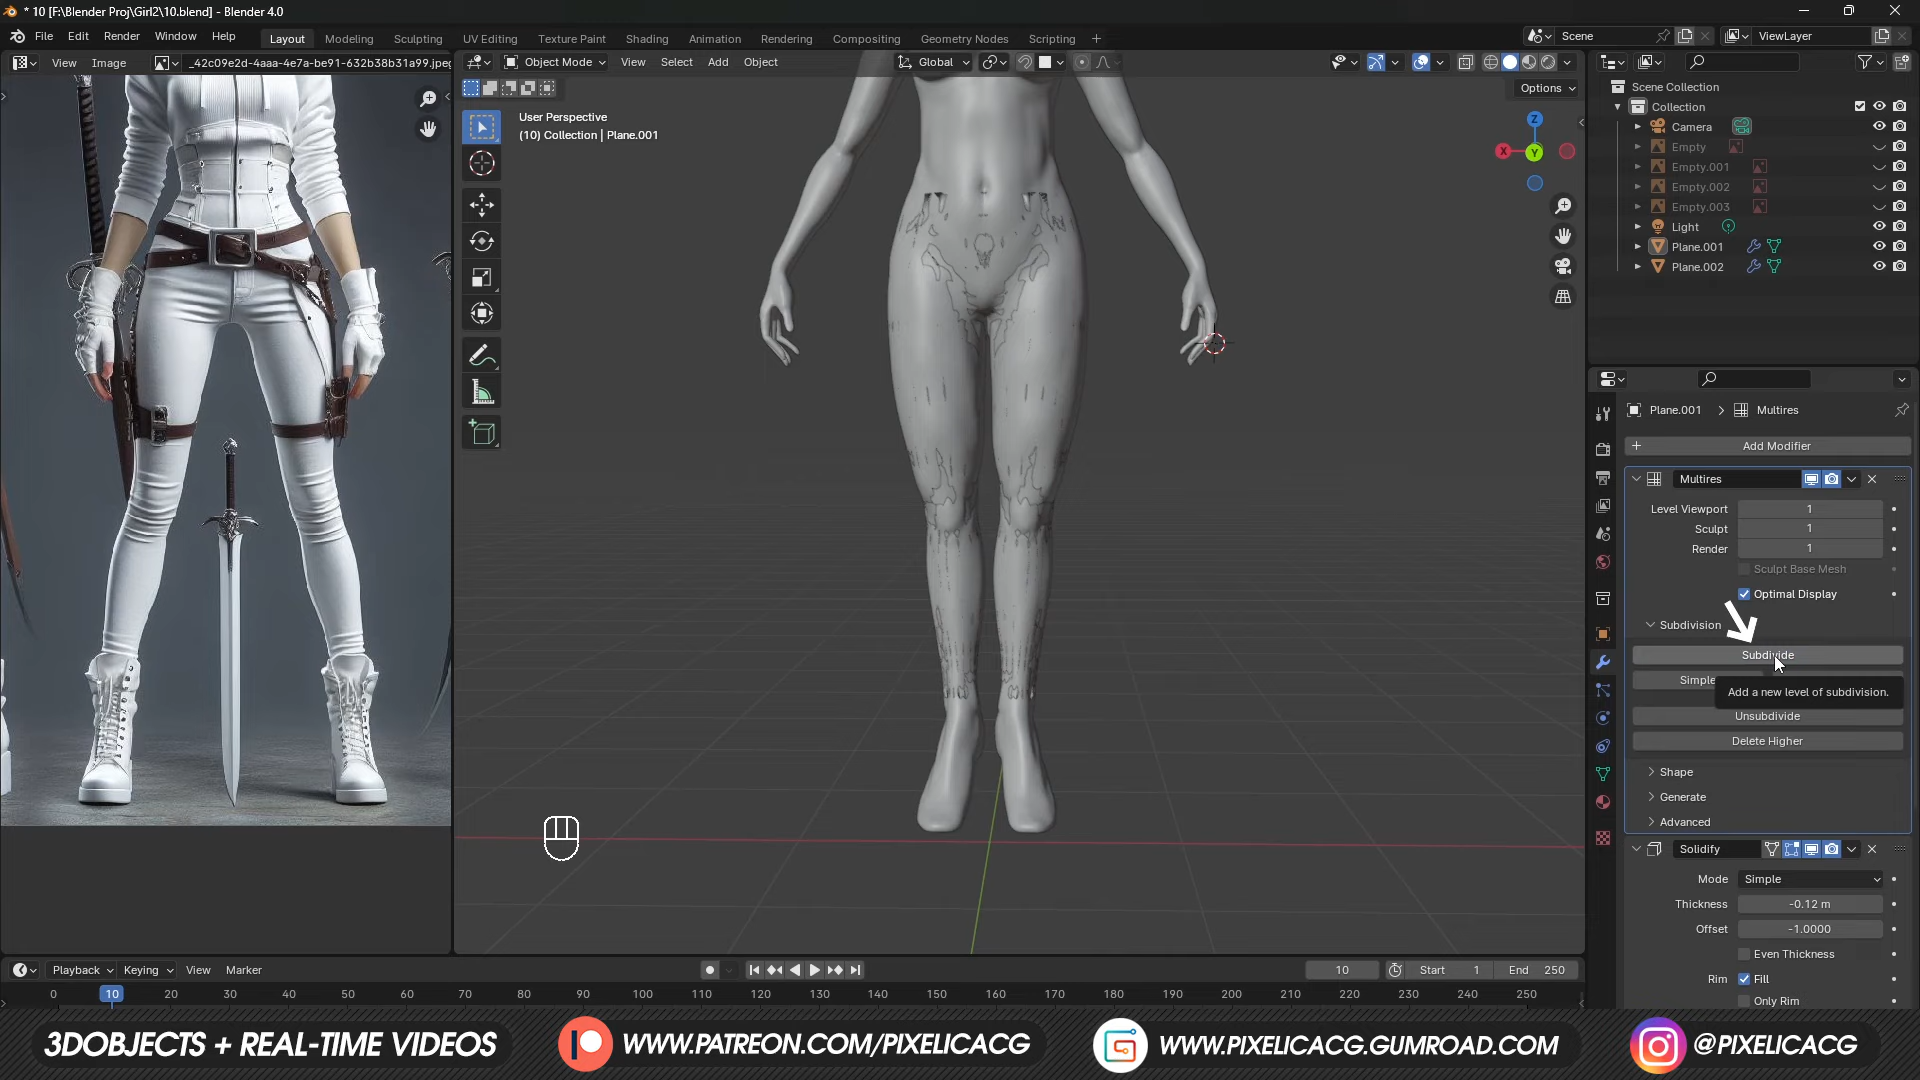 * 10 [F:\Blender Proj\Girl2\10.blend] - Blender 4.0
File Edit Render Window Help Layout Modeling Sculpting UV Editing Texture Paint Shading Animation Rendering Compositing Geometry Nodes Scripting + Scene ViewLayer
View Image _42c09e2d-4aaa-4e7a-be91-632b38b31a99.jpeg
Object Mode View Select Add Object Global
Options
User Perspective
(10) Collection | Plane.001
Z
X
Y
Scene Collection
Collection
Camera
Empty
Empty.001
Empty.002
Empty.003
Light
Plane.001
Plane.002
Plane.001 > Multires
+ Add Modifier
Multires
Level Viewport 1
Sculpt 1
Render 1
Sculpt Base Mesh
Optimal Display
Subdivision
Subdivide
Simple
Add a new level of subdivision.
Unsubdivide
Delete Higher
Shape
Generate
Advanced
Solidify
Mode Simple
Thickness -0.12 m
Offset -1.0000
Even Thickness
Rim Fill
Only Rim
Playback Keying View Marker 10 Start 1 End 250
0 10 20 30 40 50 60 70 80 90 100 110 120 130 140 150 160 170 180 190 200 210 220 230 240 250
3DOBJECTS + REAL-TIME VIDEOS WWW.PATREON.COM/PIXELICACG WWW.PIXELICACG.GUMROAD.COM @PIXELICACG